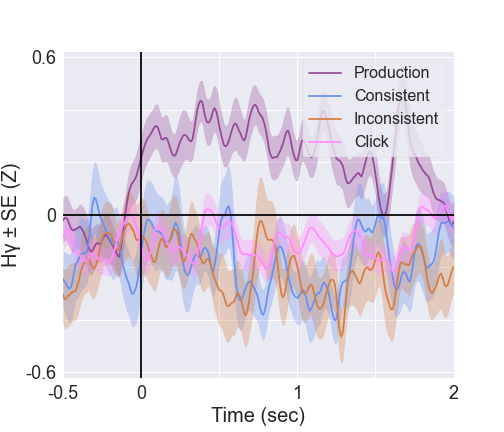 0.6
Production
Consistent
Inconsistent
Click
Hγ ± SE (Z)
0
-0.6
-0.5
0
1
2
Time (sec)